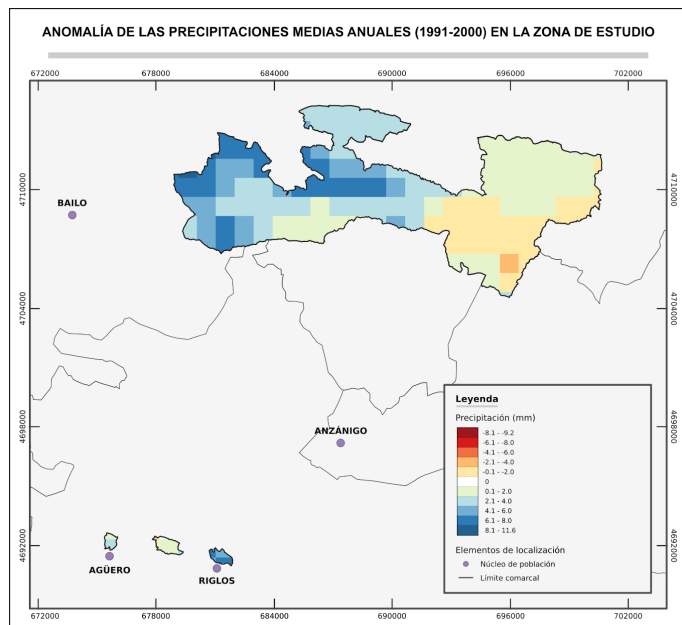 ANOMALÍA DE LAS PRECIPITACIONES MEDIAS ANUALES (1991-2000) EN LA ZONA DE ESTUDIO
672000 678000 684000 690000 696000 702000
4710000 4710000
BAILO
4704000 4704000
Leyenda
Precipitación (mm)
-8.1 - -9.2
-6.1 - -8.0
-4.1 - -6.0
-2.1 - -4.0
-0.1 - -2.0
0
0.1 - 2.0
2.1 - 4.0
4.1 - 6.0
6.1 - 8.0
8.1 - 11.6
Elementos de localización
Núcleo de población
Límite comarcal
4698000 4698000
ANZÁNIGO
4692000 4692000
AGÜERO
RIGLOS
672000 678000 684000 690000 696000 702000